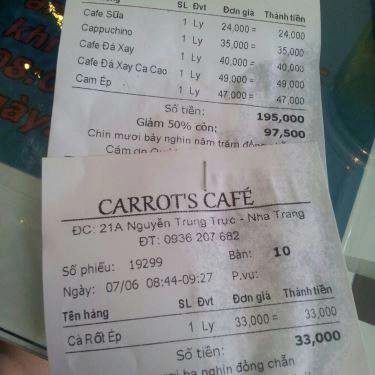 hàng SL Đvt Đơn giá Thành tiền
Cafe Sữa 1 Ly 24,000 = 24,000
Cappuchino 1 Ly 35,000 = 35,000
Cafe Đá Xay 1 Ly 40,000 = 40,000
Cafe Đá Xay Ca Cao 1 Ly 49,000 = 49,000
Cam Ép 1 Ly 47,000 = 47,000
Số tiền: 195,000
Giảm 50% còn: 97,500
Chín mươi bảy nghìn năm trăm đồng chẵn
Cám ơn
CARROT'S CAFÉ
ĐC: 21A Nguyễn Trung Trực - Nha Trang
ĐT: 0936 207 682
Số phiếu: 19299 Bàn: 10
Ngày: 07/06 08:44-09:27 P.vụ:
Tên hàng SL Đvt Đơn giá Thành tiền
Cà Rốt Ép 1 Ly 33,000 = 33,000
Số tiền: 33,000
ba nghìn đồng chẵn